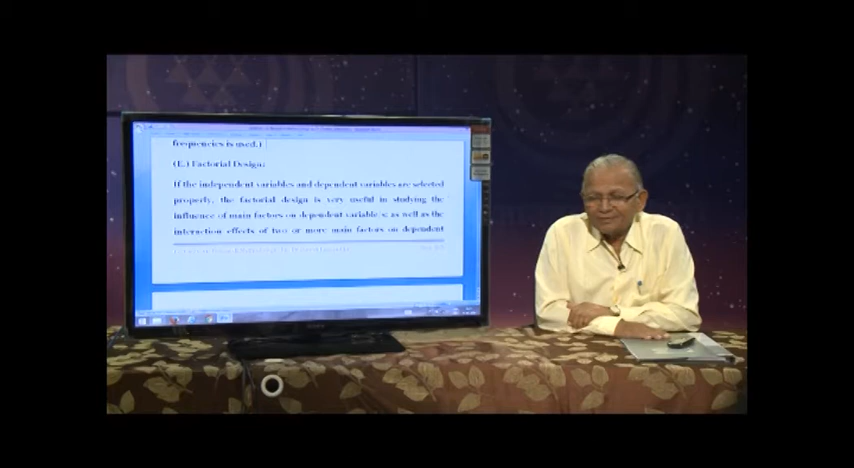 frequencies is used.)
(E.) Factorial Design:
If the independent variables and dependent variables are selected
properly, the factorial design is very useful in studying the
influence of main factors on dependent variable/s; as well as the
interaction effects of two or more main factors on dependent